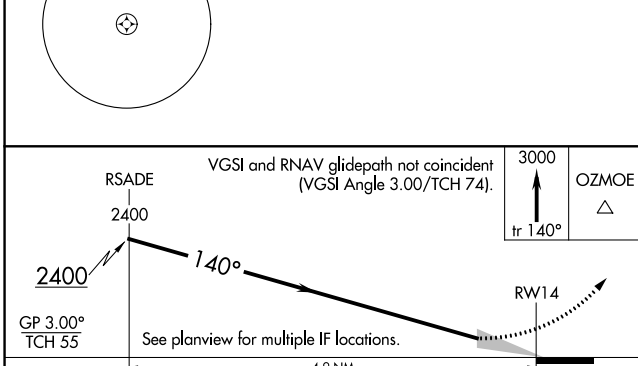 VGSI and RNAV glidepath not coincident
(VGSI Angle 3.00/TCH 74).
3000
tr 140°
OZMOE
RSADE
2400
2400
140°
RW14
GP 3.00°
TCH 55
See planview for multiple IF locations.